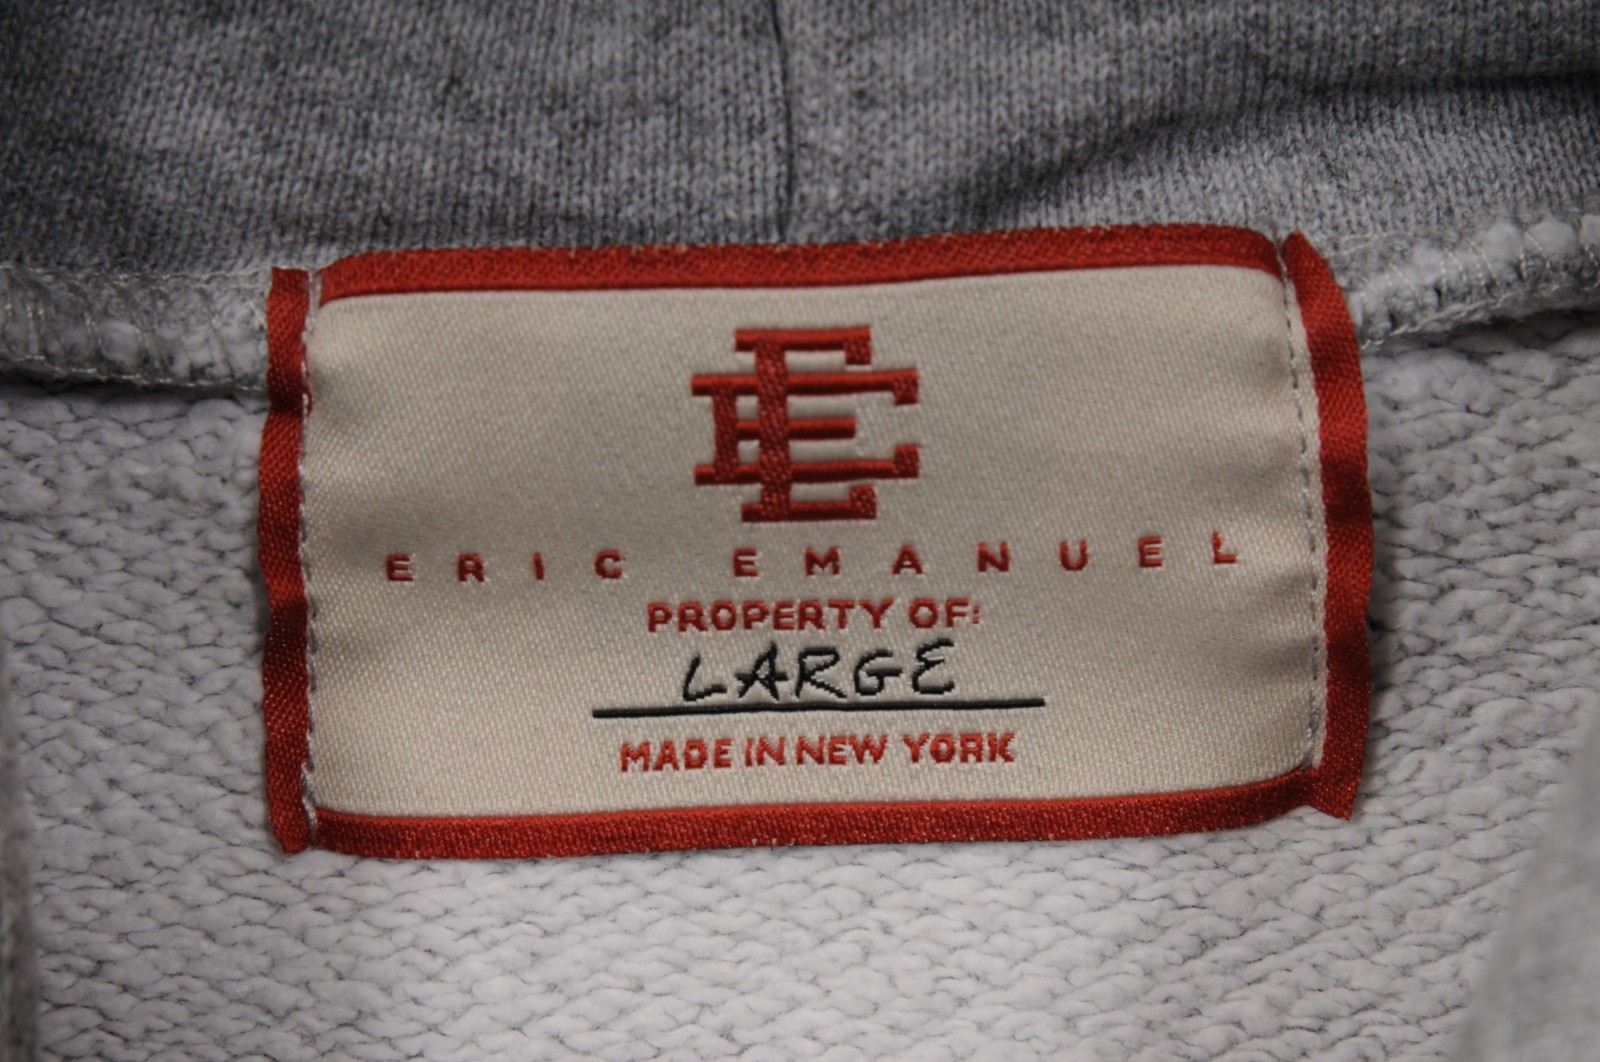 EE
ERIC EMANUEL
PROPERTY OF:
LARGE
MADE IN NEW YORK